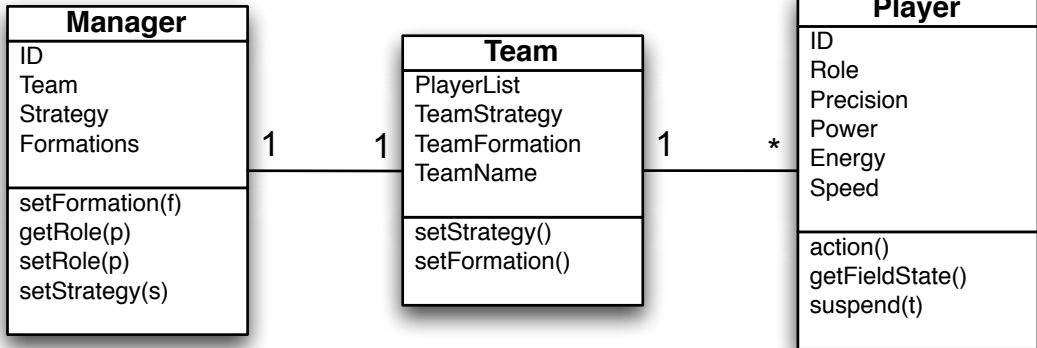 Manager
ID
Team
Strategy
Formations
setFormation(f)
getRole(p)
setRole(p)
setStrategy(s)
1
1
Team
PlayerList
TeamStrategy
TeamFormation
TeamName
setStrategy()
setFormation()
1
*
Player
ID
Role
Precision
Power
Energy
Speed
action()
getFieldState()
suspend(t)